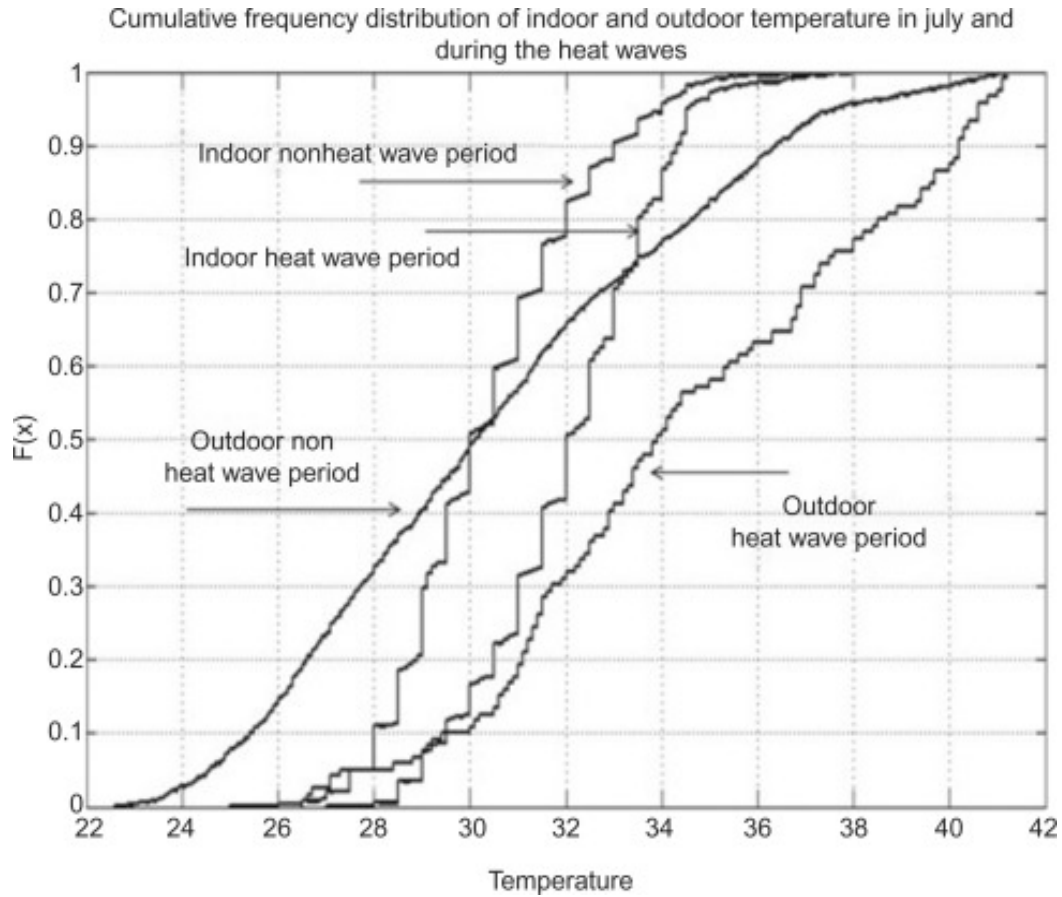 Cumulative frequency distribution of indoor and outdoor temperature in july and
during the heat waves
1
0.9
0.8
0.7
0.6
0.5
0.4
0.3
0.2
0.1
0
F(x)
Indoor nonheat wave period
Indoor heat wave period
Outdoor non
heat wave period
Outdoor
heat wave period
22 24 26 28 30 32 34 36 38 40 42
Temperature